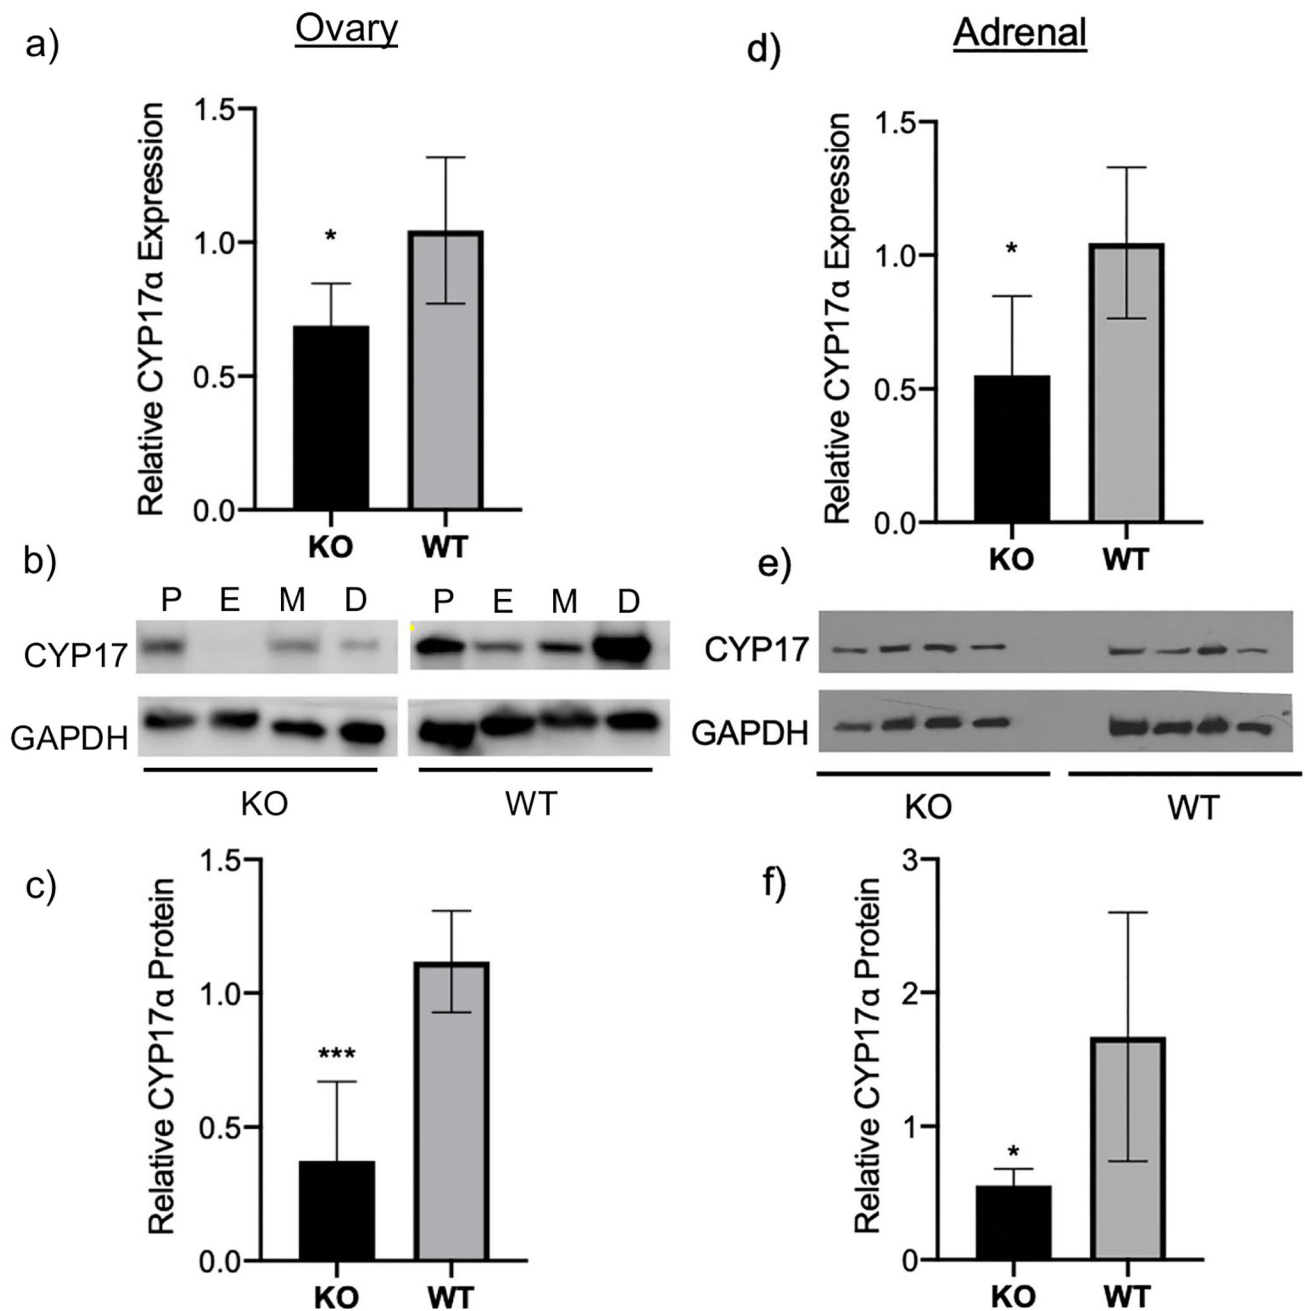 a)
Ovary
Relative CYP17α Expression
1.5
1.0
0.5
0.0
*
KO
WT
b)
P E M D
P E M D
CYP17
GAPDH
KO
WT
c)
Relative CYP17α Protein
1.5
1.0
0.5
0.0
***
KO
WT
d)
Adrenal
Relative CYP17α Expression
1.5
1.0
0.5
0.0
*
KO
WT
e)
CYP17
GAPDH
KO
WT
f)
Relative CYP17α Protein
3
2
1
0
*
KO
WT